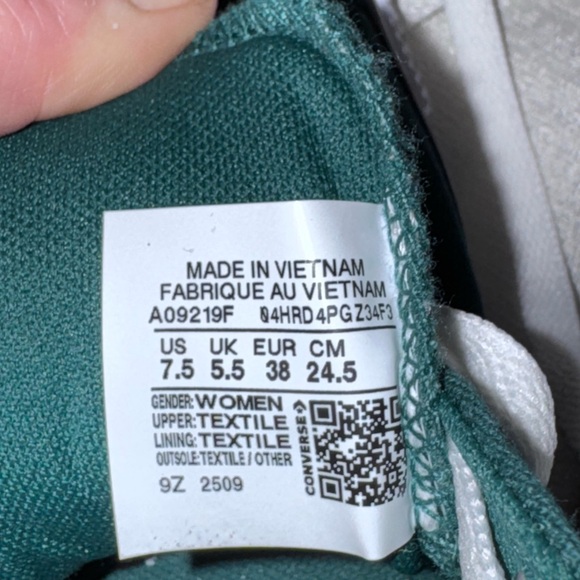 MADE IN VIETNAM
FABRIQUE AU VIETNAM
A09219F 04HRD4PGZ34F3
US UK EUR CM
7.5 5.5 38 24.5
GENDER: WOMEN
UPPER: TEXTILE
LINING: TEXTILE
OUTSOLE: TEXTILE / OTHER
CONVERSE
9Z 2509